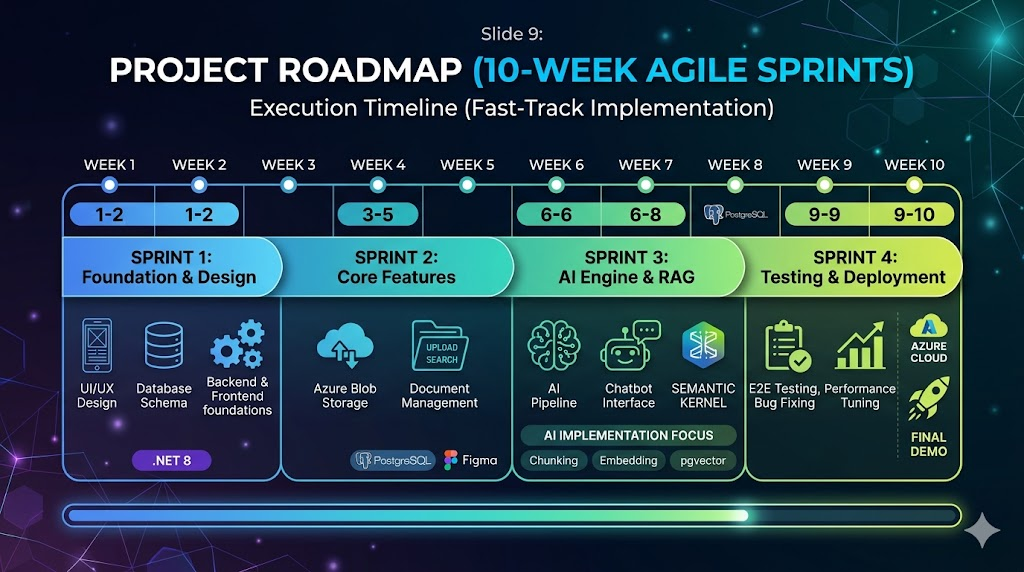 Slide 9:
PROJECT ROADMAP (10-WEEK AGILE SPRINTS)
Execution Timeline (Fast-Track Implementation)
WEEK 1 WEEK 2 WEEK 3 WEEK 4 WEEK 5 WEEK 6 WEEK 7 WEEK 8 WEEK 9 WEEK 10
1-2 1-2 3-5 6-6 6-8 PostgreSQL 9-9 9-10
SPRINT 1:
Foundation & Design
SPRINT 2:
Core Features
SPRINT 3:
AI Engine & RAG
SPRINT 4:
Testing & Deployment
UI/UX
Design
Database
Schema
Backend &
Frontend
foundations
.NET 8
Azure Blob
Storage
UPLOAD
SEARCH
Document
Management
PostgreSQL Figma
AI
Pipeline
Chatbot
Interface
SEMANTIC
KERNEL
AI IMPLEMENTATION FOCUS
Chunking Embedding pgvector
E2E Testing,
Bug Fixing
Performance
Tuning
AZURE
CLOUD
FINAL
DEMO